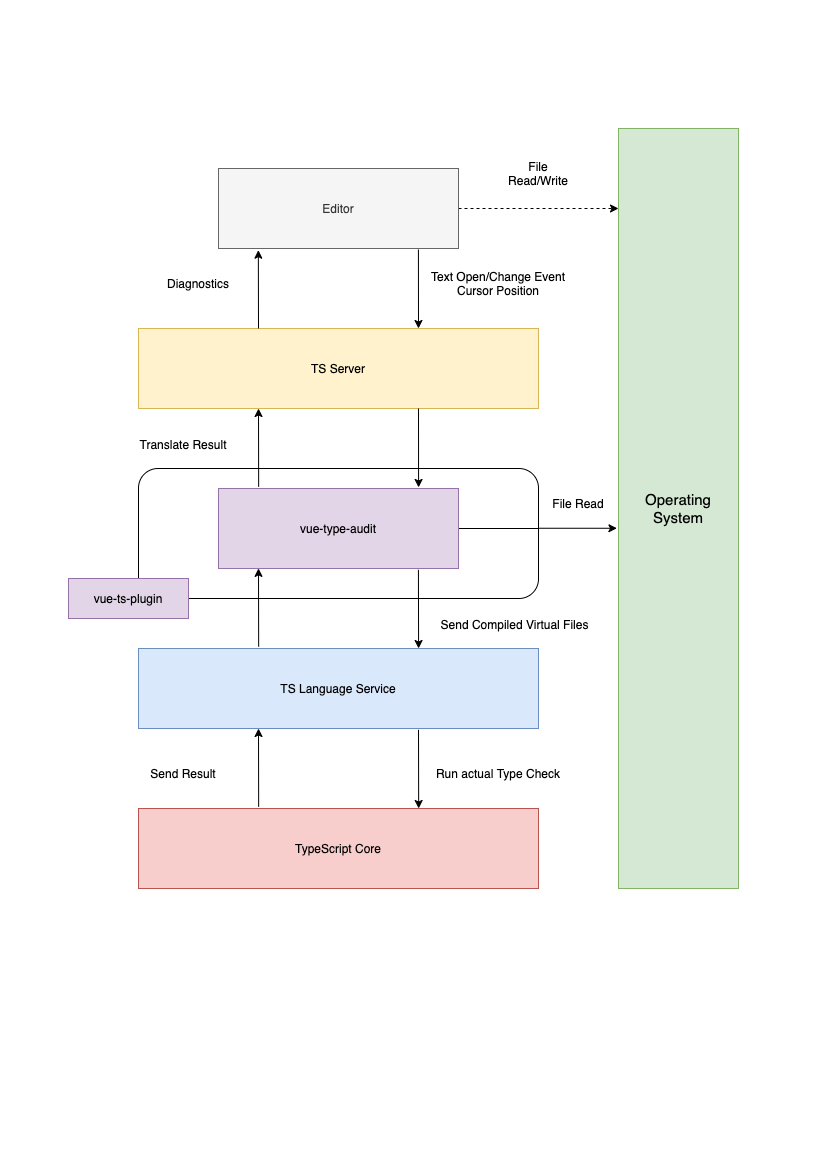 File
Read/Write
Editor
Diagnostics
Text Open/Change Event
Cursor Position
TS Server
Translate Result
Operating
System
File Read
vue-type-audit
vue-ts-plugin
Send Compiled Virtual Files
TS Language Service
Send Result
Run actual Type Check
TypeScript Core